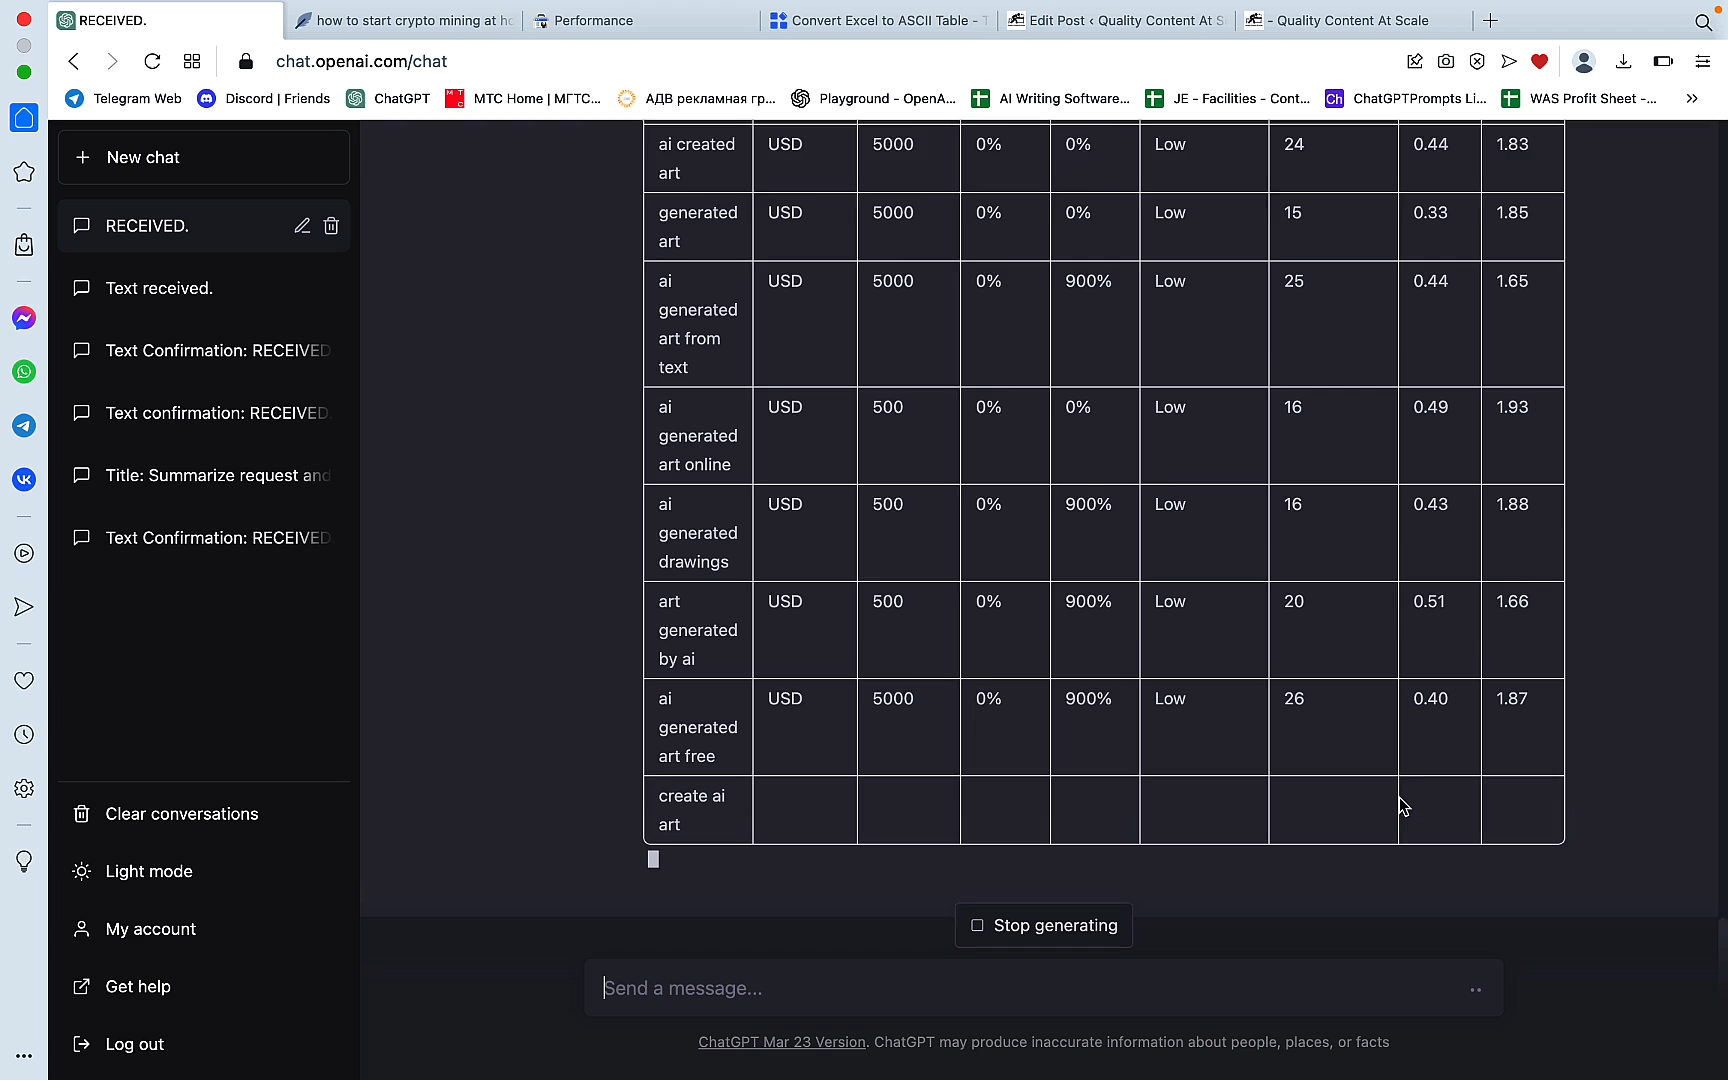 RECEIVED.
how to start crypto mining at ho
Performance
Convert Excel to ASCII Table - T
Edit Post ‹ Quality Content At S
- Quality Content At Scale
chat.openai.com/chat
Telegram Web
Discord | Friends
ChatGPT
МТС Home | МГТС...
АДВ рекламная гр...
Playground - OpenA...
AI Writing Software...
JE - Facilities - Cont...
Ch
ChatGPTPrompts Li...
WAS Profit Sheet -...
New chat
RECEIVED.
Text received.
Text Confirmation: RECEIVED
Text confirmation: RECEIVED.
Title: Summarize request and
Text Confirmation: RECEIVED
Clear conversations
Light mode
My account
Get help
Log out
ai created USD 5000 0% 0% Low 24 0.44 1.83
art
generated USD 5000 0% 0% Low 15 0.33 1.85
art
ai USD 5000 0% 900% Low 25 0.44 1.65
generated
art from
text
ai USD 500 0% 0% Low 16 0.49 1.93
generated
art online
ai USD 500 0% 900% Low 16 0.43 1.88
generated
drawings
art USD 500 0% 900% Low 20 0.51 1.66
generated
by ai
ai USD 5000 0% 900% Low 26 0.40 1.87
generated
art free
create ai
art
Stop generating
Send a message...
ChatGPT Mar 23 Version. ChatGPT may produce inaccurate information about people, places, or facts